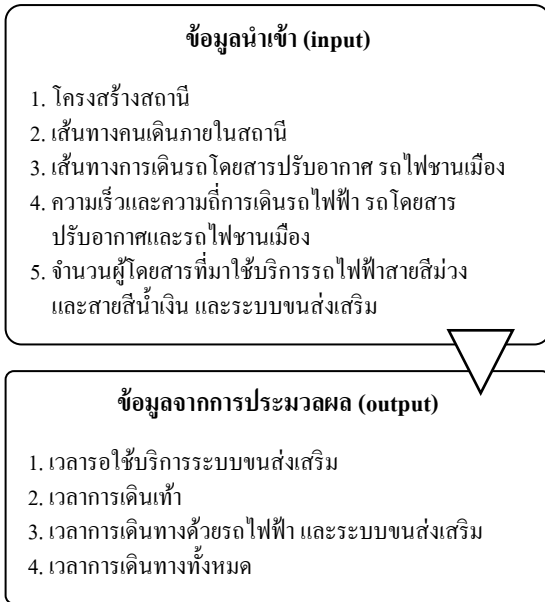 ข้อมูลนำเข้า (input)
1. โครงสร้างสถานี
2. เส้นทางคนเดินภายในสถานี
3. เส้นทางการเดินรถโดยสารปรับอากาศ รถไฟชานเมือง
4. ความเร็วและความถี่การเดินรถไฟฟ้า รถโดยสาร
ปรับอากาศและรถไฟชานเมือง
5. จำนวนผู้โดยสารที่มาใช้บริการรถไฟฟ้าสายสีม่วง
และสายสีน้ำเงิน และระบบขนส่งเสริม
ข้อมูลจากการประมวลผล (output)
1. เวลารอใช้บริการระบบขนส่งเสริม
2. เวลาการเดินเท้า
3. เวลาการเดินทางด้วยรถไฟฟ้า และระบบขนส่งเสริม
4. เวลาการเดินทางทั้งหมด